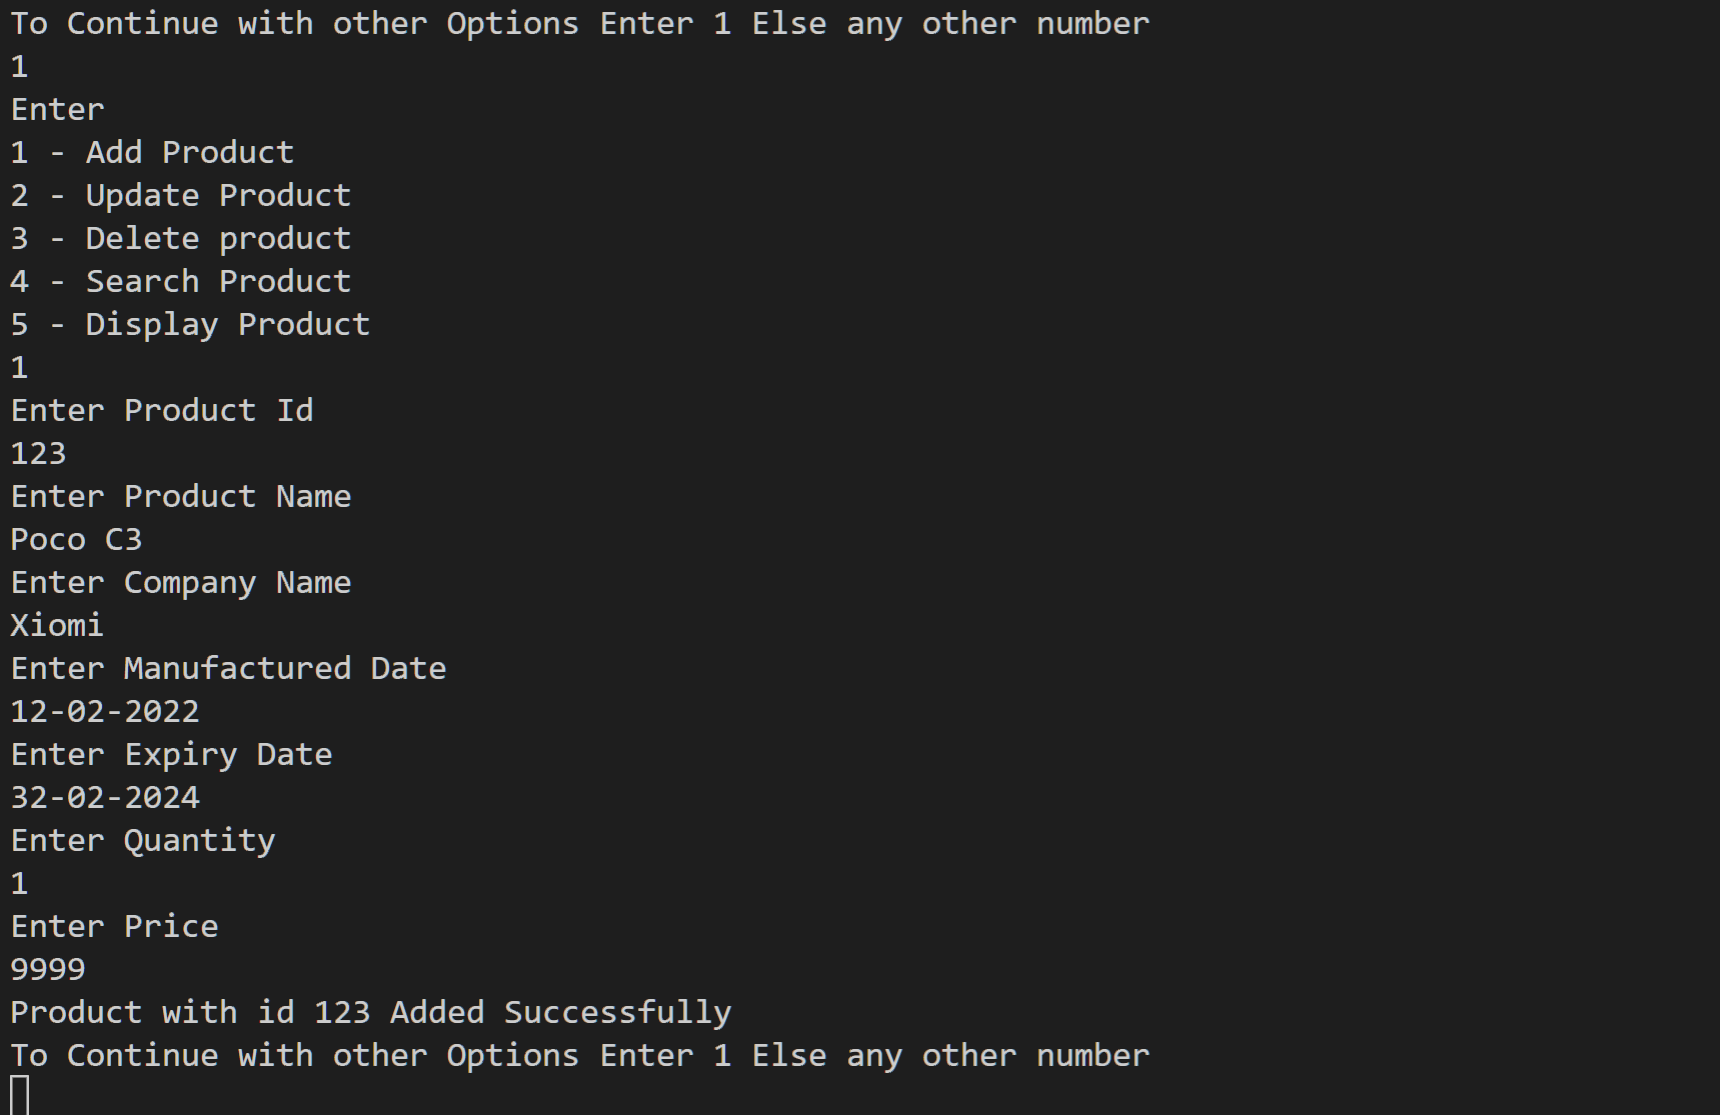 To Continue with other Options Enter 1 Else any other number
1
Enter
1 - Add Product
2 - Update Product
3 - Delete product
4 - Search Product
5 - Display Product
1
Enter Product Id
123
Enter Product Name
Poco C3
Enter Company Name
Xiomi
Enter Manufactured Date
12-02-2022
Enter Expiry Date
32-02-2024
Enter Quantity
1
Enter Price
9999
Product with id 123 Added Successfully
To Continue with other Options Enter 1 Else any other number